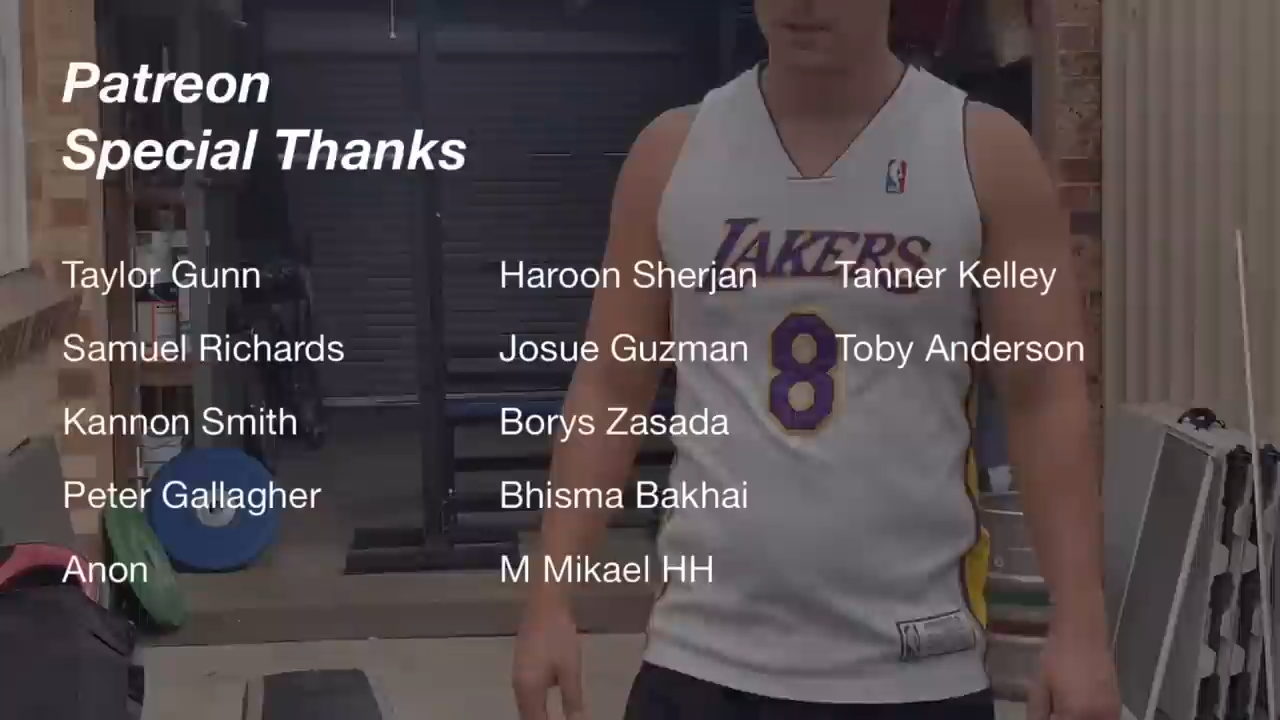 Patreon
Special Thanks
Taylor Gunn
Samuel Richards
Kannon Smith
Peter Gallagher
Anon
Haroon Sherjan
Josue Guzman
Borys Zasada
Bhisma Bakhai
M Mikael HH
Tanner Kelley
Toby Anderson
LAKERS
8